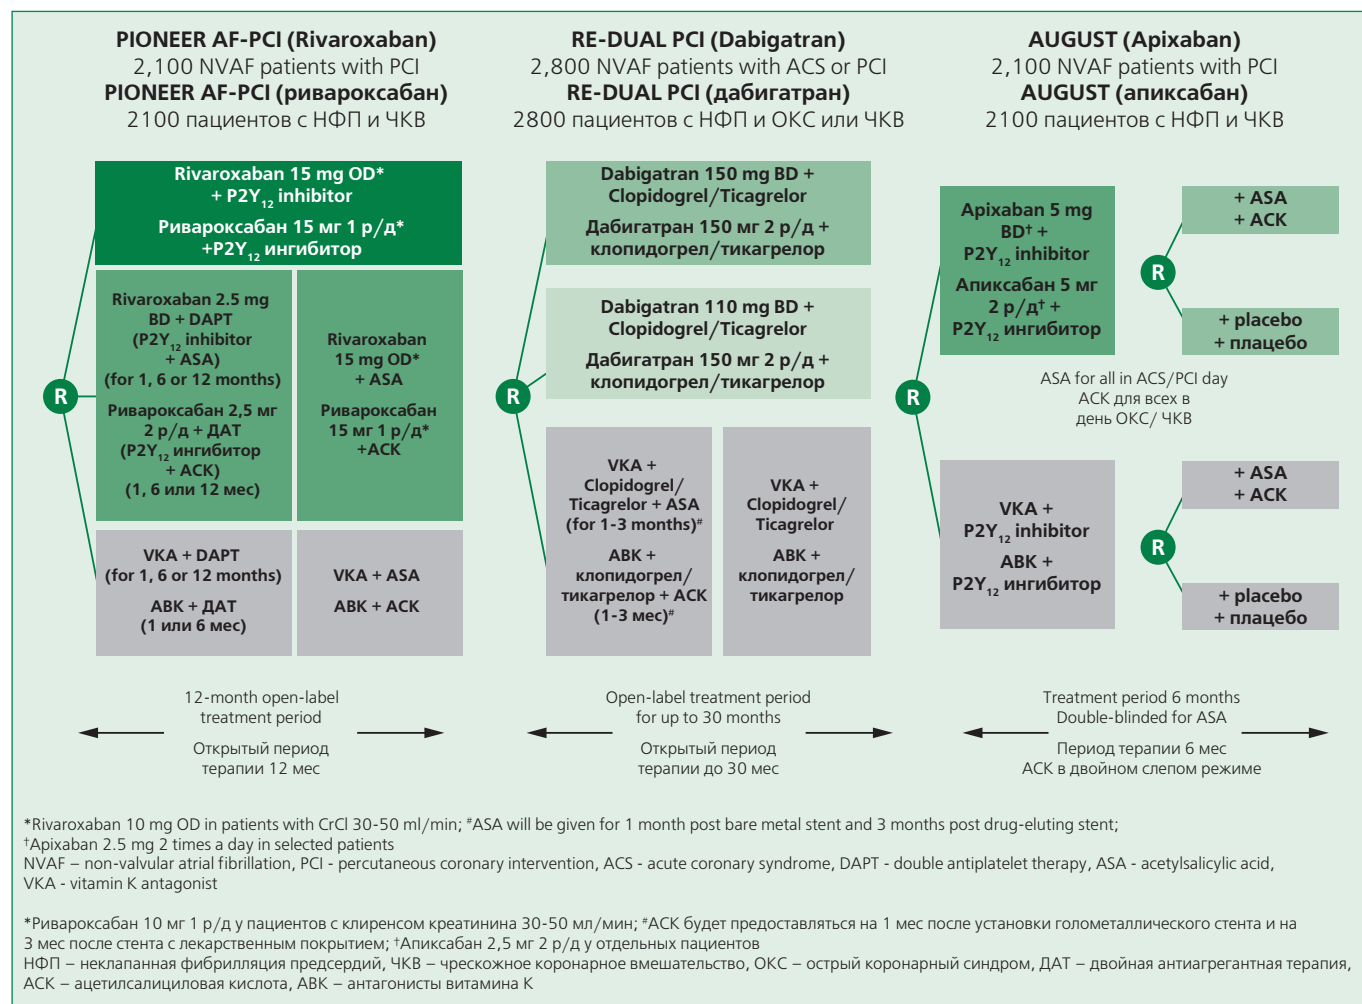 PIONEER AF-PCI (Rivaroxaban)
2,100 NVAF patients with PCI
PIONEER AF-PCI (ривароксабан)
2100 пациентов с НФП и ЧКВ
Rivaroxaban 15 mg OD*
+ P2Y₁₂ inhibitor
Ривароксабан 15 мг 1 р/д*
+P2Y₁₂ ингибитор
R
Rivaroxaban 2.5 mg
BD + DAPT
(P2Y₁₂ inhibitor
+ ASA)
(for 1, 6 or 12 months)
Ривароксабан 2,5 мг
2 р/д + ДАТ
(P2Y₁₂ ингибитор
+ АСК)
(1, 6 или 12 мес)
Rivaroxaban
15 mg OD*
+ ASA
Ривароксабан
15 мг 1 р/д*
+АСК
VKA + DAPT
(for 1, 6 or 12 months)
АВК + ДАТ
(1 или 6 мес)
VKA + ASA
АВК + АСК
12-month open-label
treatment period
Открытый период
терапии 12 мес
RE-DUAL PCI (Dabigatran)
2,800 NVAF patients with ACS or PCI
RE-DUAL PCI (дабигатран)
2800 пациентов с НФП и ОКС или ЧКВ
Dabigatran 150 mg BD +
Clopidogrel/Ticagrelor
Дабигатран 150 мг 2 р/д +
клопидогрел/тикагрелор
R
Dabigatran 110 mg BD +
Clopidogrel/Ticagrelor
Дабигатран 150 мг 2 р/д +
клопидогрел/тикагрелор
VKA +
Clopidogrel/
Ticagrelor + ASA
(for 1-3 months)#
АВК +
клопидогрел/
тикагрелор + АСК
(1-3 мес)#
VKA +
Clopidogrel/
Ticagrelor
АВК +
клопидогрел/
тикагрелор
Open-label treatment period
for up to 30 months
Открытый период
терапии до 30 мес
AUGUST (Apixaban)
2,100 NVAF patients with PCI
AUGUST (апиксабан)
2100 пациентов с НФП и ЧКВ
R
Apixaban 5 mg
BD† +
P2Y₁₂ inhibitor
Апиксабан 5 мг
2 р/д† +
P2Y₁₂ ингибитор
R
+ ASA
+ АСК
+ placebo
+ плацебо
ASA for all in ACS/PCI day
АСК для всех в
день ОКС/ ЧКВ
VKA +
P2Y₁₂ inhibitor
АВК +
P2Y₁₂ ингибитор
R
+ ASA
+ АСК
+ placebo
+ плацебо
Treatment period 6 months
Double-blinded for ASA
Период терапии 6 мес
АСК в двойном слепом режиме
*Rivaroxaban 10 mg OD in patients with CrCl 30-50 ml/min; #ASA will be given for 1 month post bare metal stent and 3 months post drug-eluting stent;
†Apixaban 2.5 mg 2 times a day in selected patients
NVAF – non-valvular atrial fibrillation, PCI - percutaneous coronary intervention, ACS - acute coronary syndrome, DAPT - double antiplatelet therapy, ASA - acetylsalicylic acid,
VKA - vitamin K antagonist
*Ривароксабан 10 мг 1 р/д у пациентов с клиренсом креатинина 30-50 мл/мин; #АСК будет предоставляться на 1 мес после установки голометаллического стента и на
3 мес после стента с лекарственным покрытием; †Апиксабан 2,5 мг 2 р/д у отдельных пациентов
НФП – неклапанная фибрилляция предсердий, ЧКВ – чрескожное коронарное вмешательство, ОКС – острый коронарный синдром, ДАТ – двойная антиагрегантная терапия,
АСК – ацетилсалициловая кислота, АВК – антагонисты витамина К